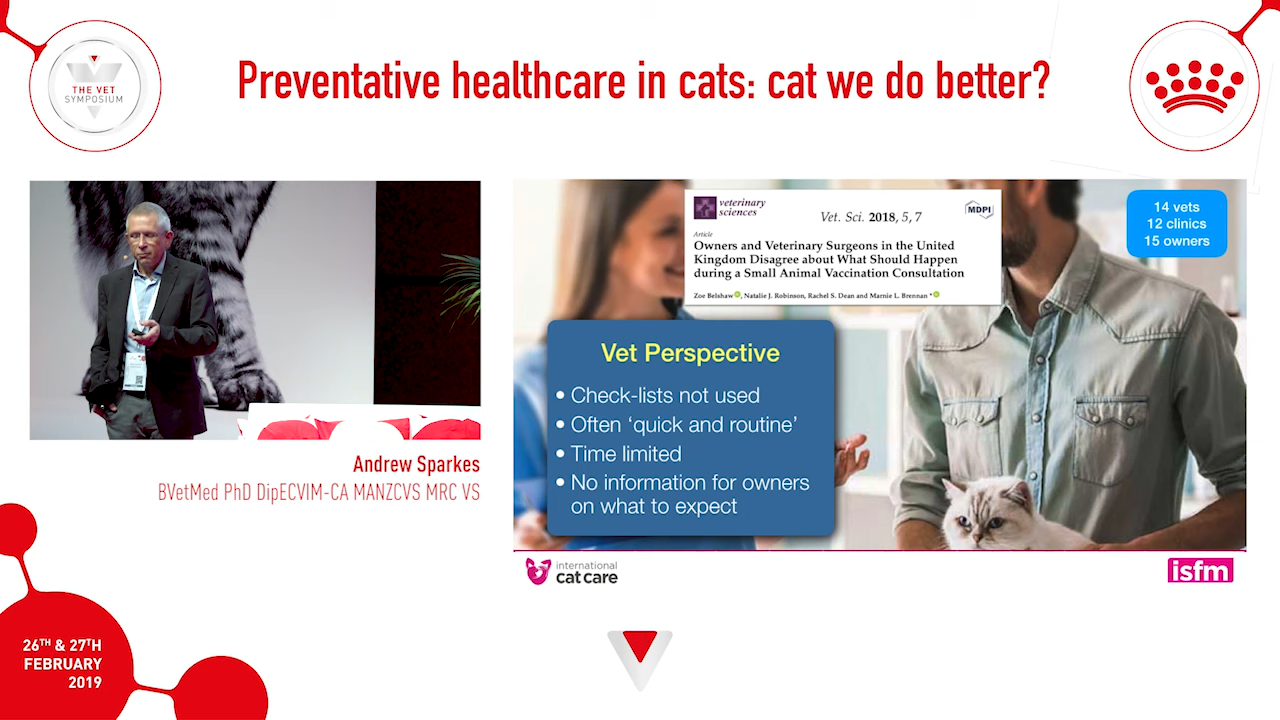 THE VET
SYMPOSIUM
Preventative healthcare in cats: cat we do better?
Andrew Sparkes
BVetMed PhD DipECVIM-CA MANZCVS MRC VS
veterinary
sciences
Vet. Sci. 2018, 5, 7
MDPI
Article
Owners and Veterinary Surgeons in the United
Kingdom Disagree about What Should Happen
during a Small Animal Vaccination Consultation
Zoe Belshaw, Natalie J. Robinson, Rachel S. Dean and Marnie L. Brennan *
14 vets
12 clinics
15 owners
Vet Perspective
• Check-lists not used
• Often ‘quick and routine’
• Time limited
• No information for owners
on what to expect
international
cat care
isfm
26TH & 27TH
FEBRUARY
2019